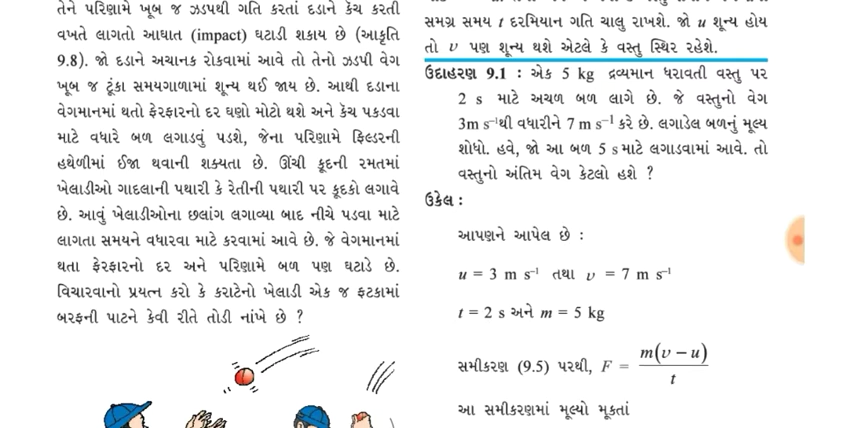 તેને પરિણામે ખૂબ જ ઝડપથી ગતિ કરતાં દડાને કૅચ કરતી
વખતે લાગતો આઘાત (impact) ઘટાડી શકાય છે (આકૃતિ
9.8). જો દડાને અચાનક રોકવામાં આવે તો તેનો ઝડપી વેગ
ખૂબ જ ટૂંકા સમયગાળામાં શૂન્ય થઈ જાય છે. આથી દડાના
વેગમાનમાં થતો ફેરફારનો દર ઘણો મોટો થશે અને કૅચ પકડવા
માટે વધારે બળ લગાડવું પડશે, જેના પરિણામે ફિલ્ડરની
હથેળીમાં ઈજા થવાની શક્યતા છે. ઊંચી કૂદની રમતમાં
ખેલાડીઓ ગાદલાની પથારી કે રેતીની પથારી પર કૂદકો લગાવે
છે. આવું ખેલાડીઓના છલાંગ લગાવ્યા બાદ નીચે પડવા માટે
લાગતા સમયને વધારવા માટે કરવામાં આવે છે. જે વેગમાનમાં
થતા ફેરફારનો દર અને પરિણામે બળ પણ ઘટાડે છે.
વિચારવાનો પ્રયત્ન કરો કે કરાટેનો ખેલાડી એક જ ફટકામાં
બરફની પાટને કેવી રીતે તોડી નાંખે છે ?
સમગ્ર સમય t દરમિયાન ગતિ ચાલુ રાખશે. જો u શૂન્ય હોય
તો v પણ શૂન્ય થશે એટલે કે વસ્તુ સ્થિર રહેશે.
ઉદાહરણ 9.1 : એક 5 kg દ્રવ્યમાન ધરાવતી વસ્તુ પર
2 s માટે અચળ બળ લાગે છે. જે વસ્તુનો વેગ
3m s⁻¹થી વધારીને 7 m s⁻¹ કરે છે. લગાડેલ બળનું મૂલ્ય
શોધો. હવે, જો આ બળ 5 s માટે લગાડવામાં આવે. તો
વસ્તુનો અંતિમ વેગ કેટલો હશે ?
ઉકેલ :
આપણને આપેલ છે :
u = 3 m s⁻¹ તથા v = 7 m s⁻¹
t = 2 s અને m = 5 kg
સમીકરણ (9.5) પરથી, F = m(v – u) / t
આ સમીકરણમાં મૂલ્યો મૂકતાં